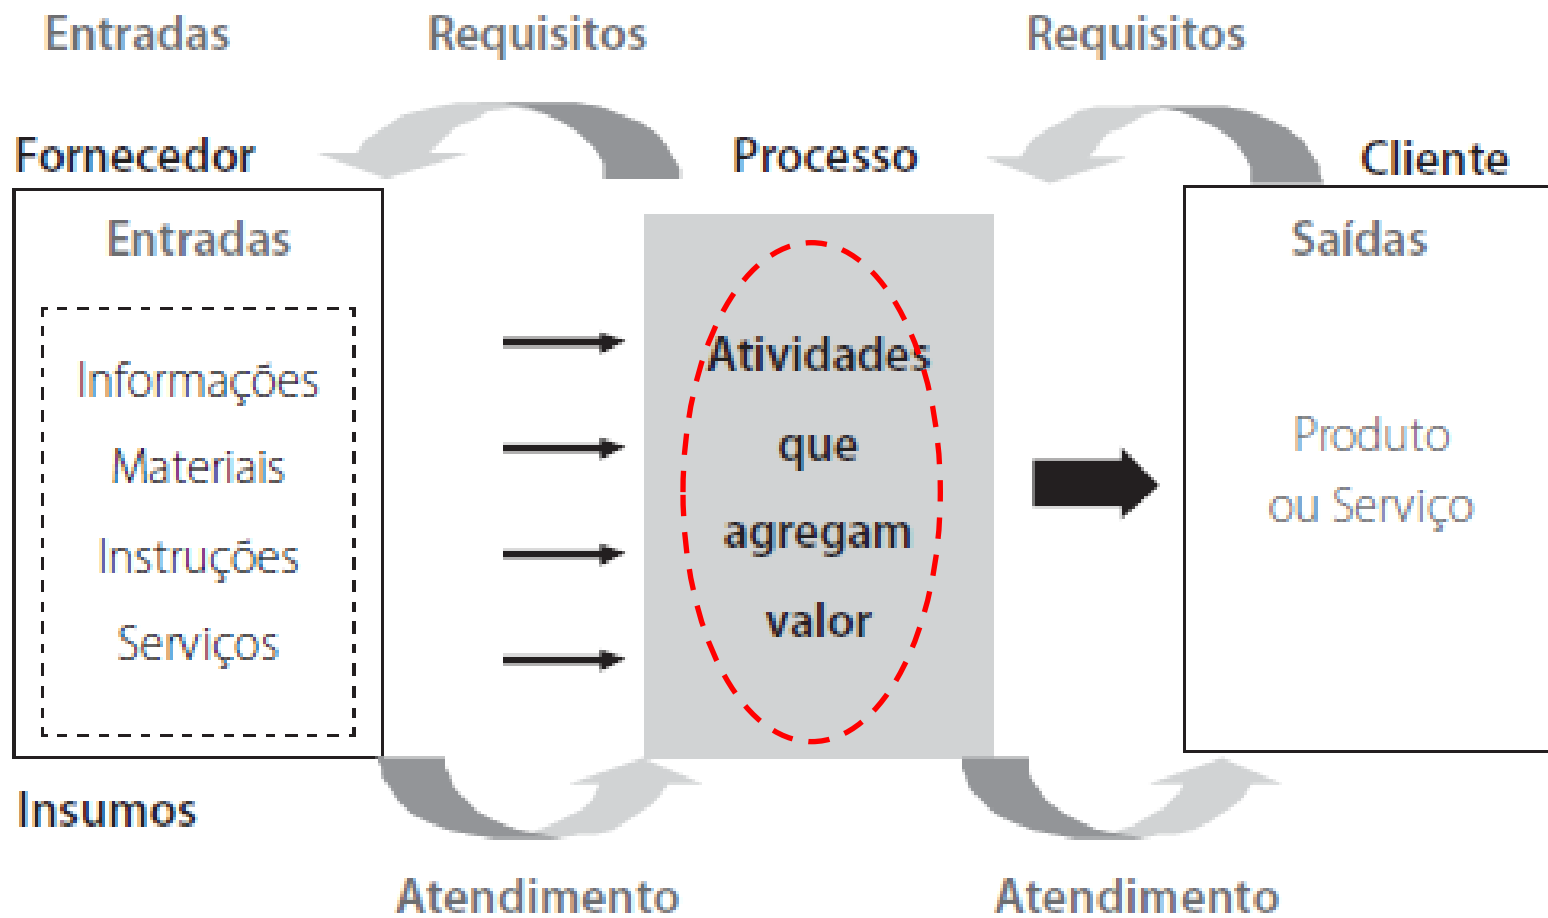 Entradas
Requisitos
Requisitos
Fornecedor
Processo
Cliente
Entradas
Informações
Materiais
Instruções
Serviços
Atividades
que
agregam
valor
Saídas
Produto
ou Serviço
Insumos
Atendimento
Atendimento